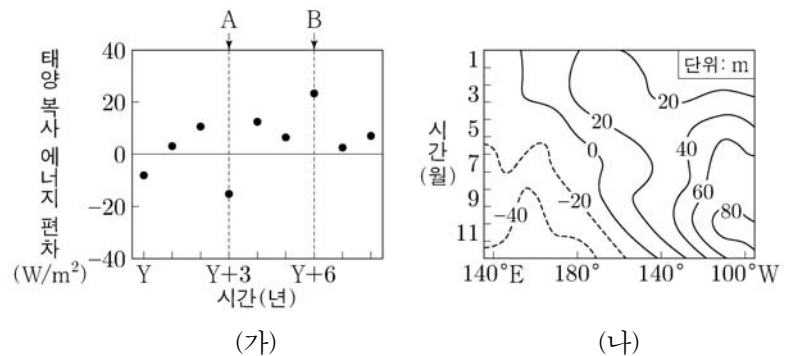 A B
태양 복사 에너지 편차
(W/m²)
40
20
0
−20
−40
Y Y+3 Y+6
시간(년)
(가)
단위: m
시간
(월)
1
3
5
7
9
11
20
20
0
40
−20
60
−40
80
140°E 180° 140° 100°W
(나)